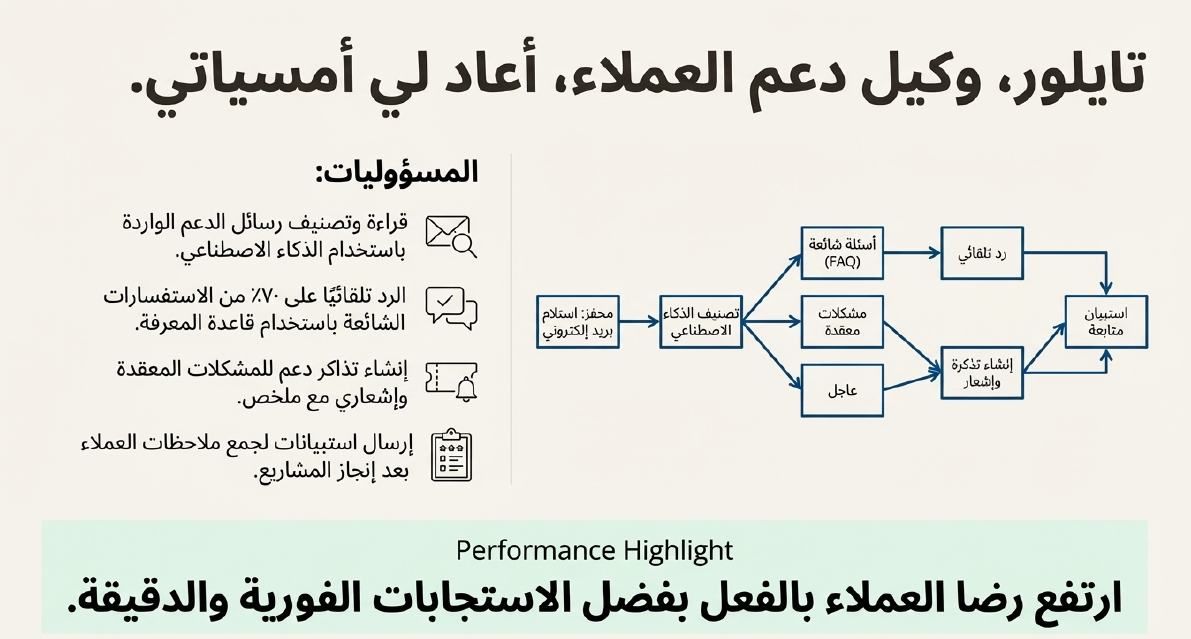 تايلور، وكيل دعم العملاء، أعاد لي أمسياتي.
المسؤوليات:
قراءة وتصنيف رسائل الدعم الواردة
باستخدام الذكاء الاصطناعي.
الرد تلقائيًا على ٧٠٪ من الاستفسارات
الشائعة باستخدام قاعدة المعرفة.
إنشاء تذاكر دعم للمشكلات المعقدة
وإشعاري مع ملخص.
إرسال استبيانات لجمع ملاحظات العملاء
بعد إنجاز المشاريع.
محفز: استلام
بريد إلكتروني
تصنيف الذكاء
الاصطناعي
أسئلة شائعة
(FAQ)
مشكلات
معقدة
عاجل
رد تلقائي
إنشاء تذكرة
وإشعار
استبيان
متابعة
Performance Highlight
ارتفع رضا العملاء بالفعل بفضل الاستجابات الفورية والدقيقة.